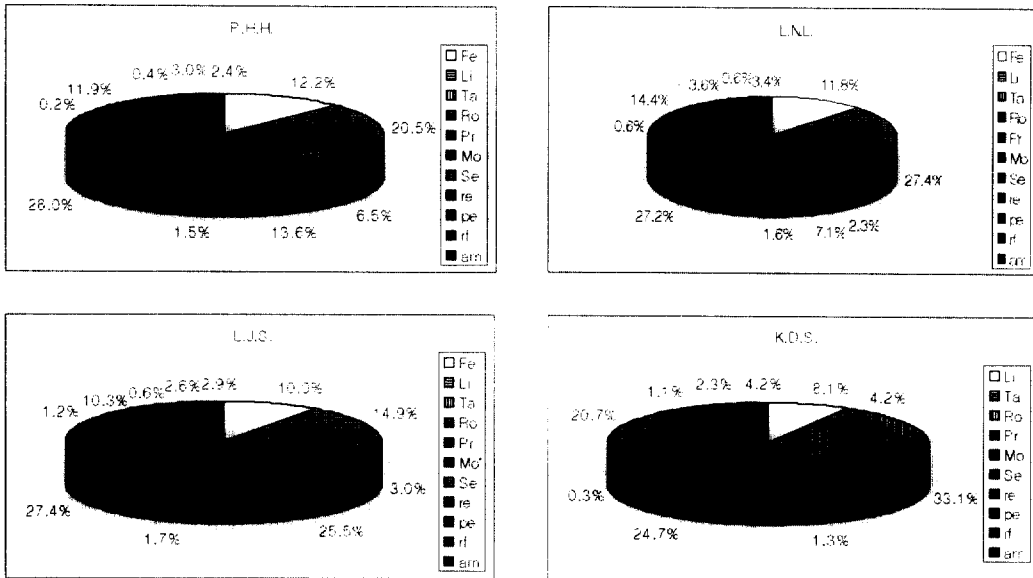 P.H.H.
0.4% 3.0% 2.4%
11.9%
12.2%
0.2%
20.5%
6.5%
13.6%
1.5%
Fe
Li
Ta
Ro
Pr
Mo
Se
re
pe
rf
am
L.N.L.
3.6% 0.6% 3.4%
11.8%
14.4%
0.6%
27.4%
27.2%
2.3%
7.1%
1.6%
Fe
Li
Ta
Ro
Pr
Mo
Se
re
pe
rf
am
L.J.S.
10.3% 0.6% 2.6% 2.9%
1.2%
14.9%
27.4%
3.0%
25.5%
1.7%
Fe
Li
Ta
Ro
Pr
Mo
Se
re
pe
rf
am
K.D.S.
1.1% 2.3% 4.2% 8.1% 4.2%
20.7%
0.3%
33.1%
24.7%
1.3%
Li
Ta
Ro
Pr
Mo
Se
re
pe
rf
am